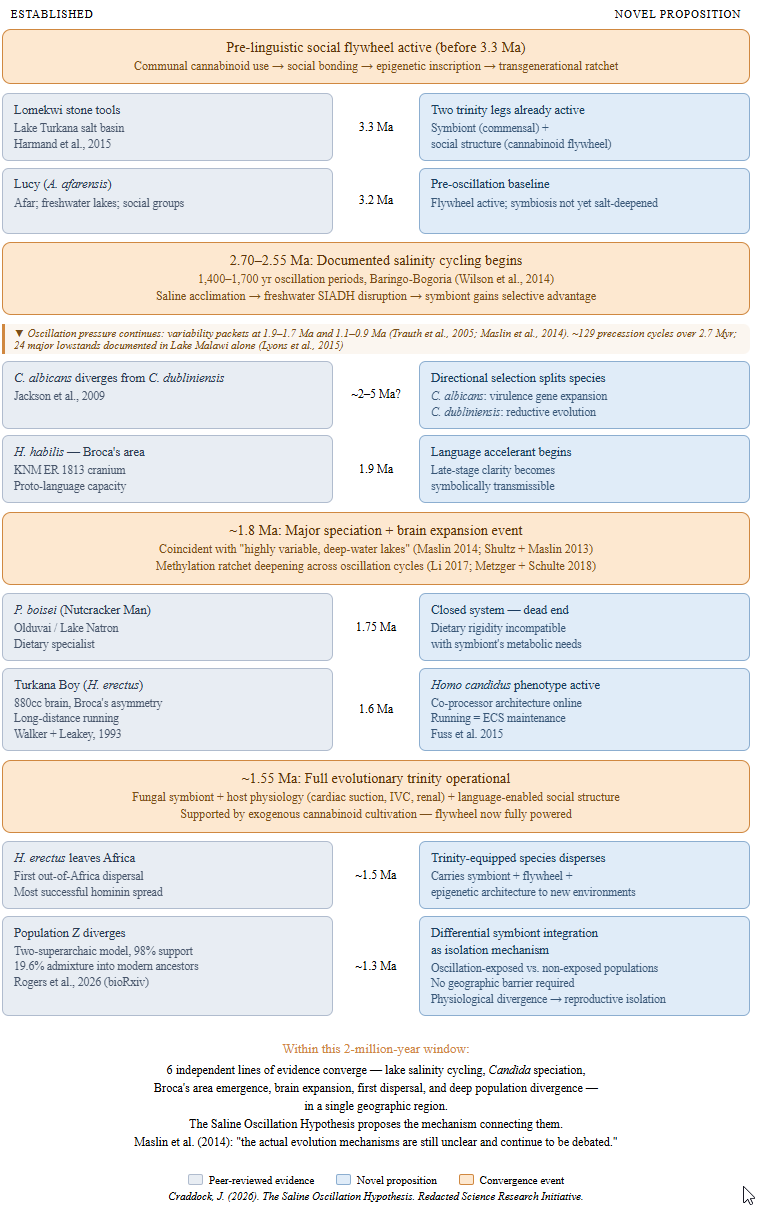 ESTABLISHED
NOVEL PROPOSITION
Pre-linguistic social flywheel active (before 3.3 Ma)
Communal cannabinoid use → social bonding → epigenetic inscription → transgenerational ratchet
Lomekwi stone tools
Lake Turkana salt basin
Harmand et al., 2015
3.3 Ma
Two trinity legs already active
Symbiont (commensal) +
social structure (cannabinoid flywheel)
Lucy (A. afarensis)
Afar; freshwater lakes; social groups
3.2 Ma
Pre-oscillation baseline
Flywheel active; symbiosis not yet salt-deepened
2.70–2.55 Ma: Documented salinity cycling begins
1,400–1,700 yr oscillation periods, Baringo-Bogoria (Wilson et al., 2014)
Saline acclimation → freshwater SIADH disruption → symbiont gains selective advantage
▼ Oscillation pressure continues: variability packets at 1.9–1.7 Ma and 1.1–0.9 Ma (Trauth et al., 2005; Maslin et al., 2014). ~129 precession cycles over 2.7 Myr;
24 major lowstands documented in Lake Malawi alone (Lyons et al., 2015)
C. albicans diverges from C. dubliniensis
Jackson et al., 2009
~2–5 Ma?
Directional selection splits species
C. albicans: virulence gene expansion
C. dubliniensis: reductive evolution
H. habilis — Broca's area
KNM ER 1813 cranium
Proto-language capacity
1.9 Ma
Language accelerant begins
Late-stage clarity becomes
symbolically transmissible
~1.8 Ma: Major speciation + brain expansion event
Coincident with "highly variable, deep-water lakes" (Maslin 2014; Shultz + Maslin 2013)
Methylation ratchet deepening across oscillation cycles (Li 2017; Metzger + Schulte 2018)
P. boisei (Nutcracker Man)
Olduvai / Lake Natron
Dietary specialist
1.75 Ma
Closed system — dead end
Dietary rigidity incompatible
with symbiont's metabolic needs
Turkana Boy (H. erectus)
880cc brain, Broca's asymmetry
Long-distance running
Walker + Leakey, 1993
1.6 Ma
Homo candidus phenotype active
Co-processor architecture online
Running = ECS maintenance
Fuss et al. 2015
~1.55 Ma: Full evolutionary trinity operational
Fungal symbiont + host physiology (cardiac suction, IVC, renal) + language-enabled social structure
Supported by exogenous cannabinoid cultivation — flywheel now fully powered
H. erectus leaves Africa
First out-of-Africa dispersal
Most successful hominin spread
~1.5 Ma
Trinity-equipped species disperses
Carries symbiont + flywheel +
epigenetic architecture to new environments
Population Z diverges
Two-superarchaic model, 98% support
19.6% admixture into modern ancestors
Rogers et al., 2026 (bioRxiv)
~1.3 Ma
Differential symbiont integration
as isolation mechanism
Oscillation-exposed vs. non-exposed populations
No geographic barrier required
Physiological divergence → reproductive isolation
Within this 2-million-year window:
6 independent lines of evidence converge — lake salinity cycling, Candida speciation,
Broca's area emergence, brain expansion, first dispersal, and deep population divergence —
in a single geographic region.
The Saline Oscillation Hypothesis proposes the mechanism connecting them.
Maslin et al. (2014): "the actual evolution mechanisms are still unclear and continue to be debated."
Peer-reviewed evidence
Novel proposition
Convergence event
Craddock, J. (2026). The Saline Oscillation Hypothesis. Redacted Science Research Initiative.